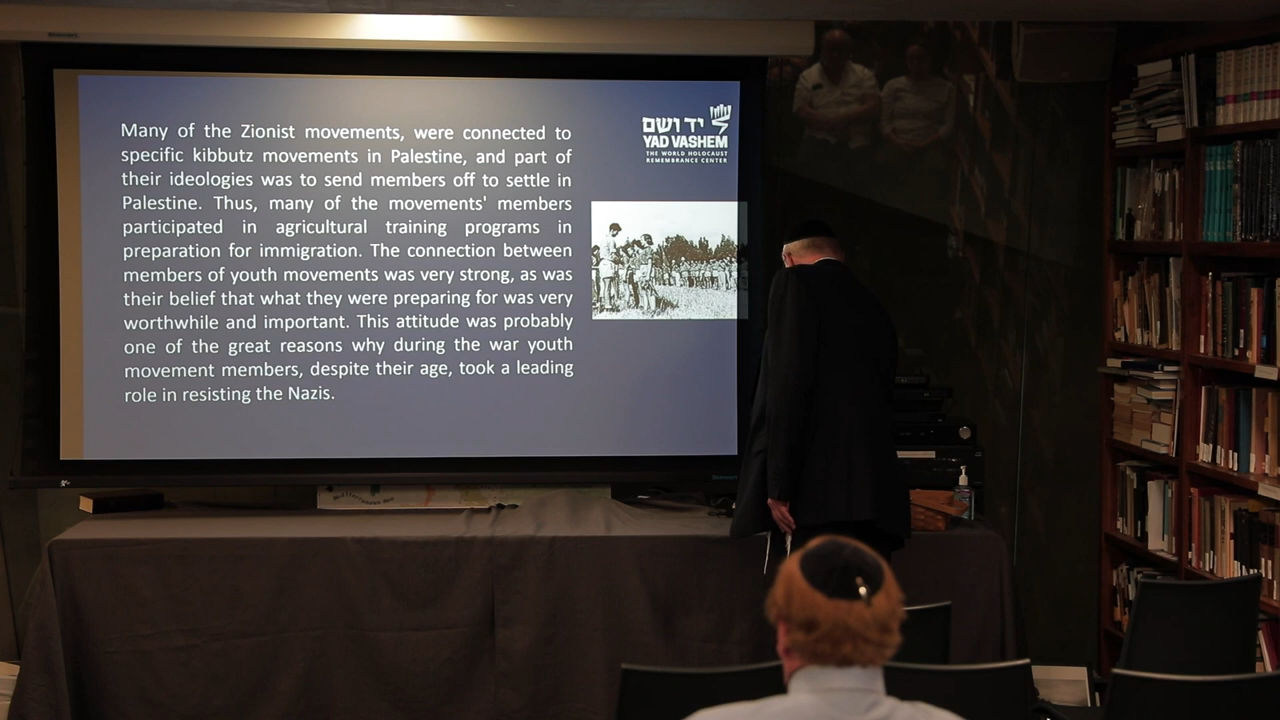 Many of the Zionist movements, were connected to
specific kibbutz movements in Palestine, and part of
their ideologies was to send members off to settle in
Palestine. Thus, many of the movements' members
participated in agricultural training programs in
preparation for immigration. The connection between
members of youth movements was very strong, as was
their belief that what they were preparing for was very
worthwhile and important. This attitude was probably
one of the great reasons why during the war youth
movement members, despite their age, took a leading
role in resisting the Nazis.
יד ושם
YAD VASHEM
THE WORLD HOLOCAUST
REMEMBRANCE CENTER